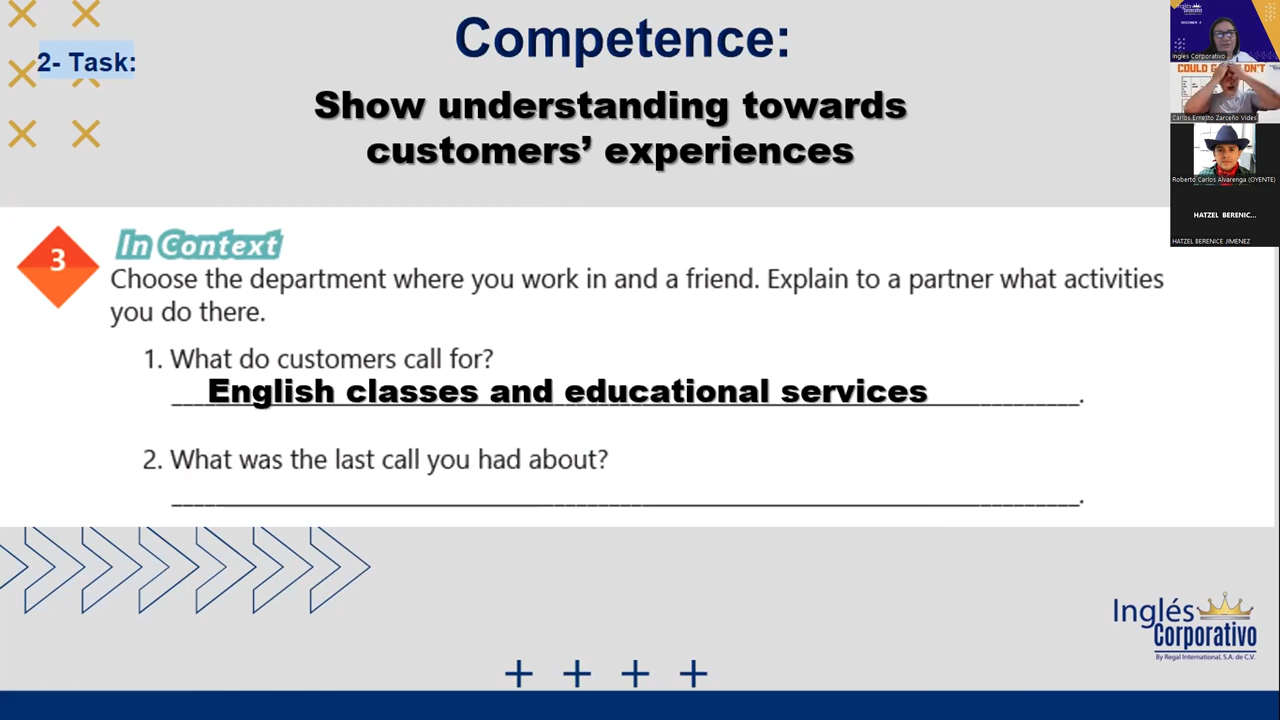 2- Task:
Competence:
Show understanding towards
customers' experiences
3
In Context
Choose the department where you work in and a friend. Explain to a partner what activities
you do there.
1. What do customers call for?
English classes and educational services
2. What was the last call you had about?
Inglés
Corporativo
By Regal International, S.A. de C.V.
Inglés Corporativo
Carlos Ernesto Zarceño Vides
Roberto Carlos Alvarenga (OYENTE)
HATZEL BERENIC...
HATZEL BERENICE JIMENEZ